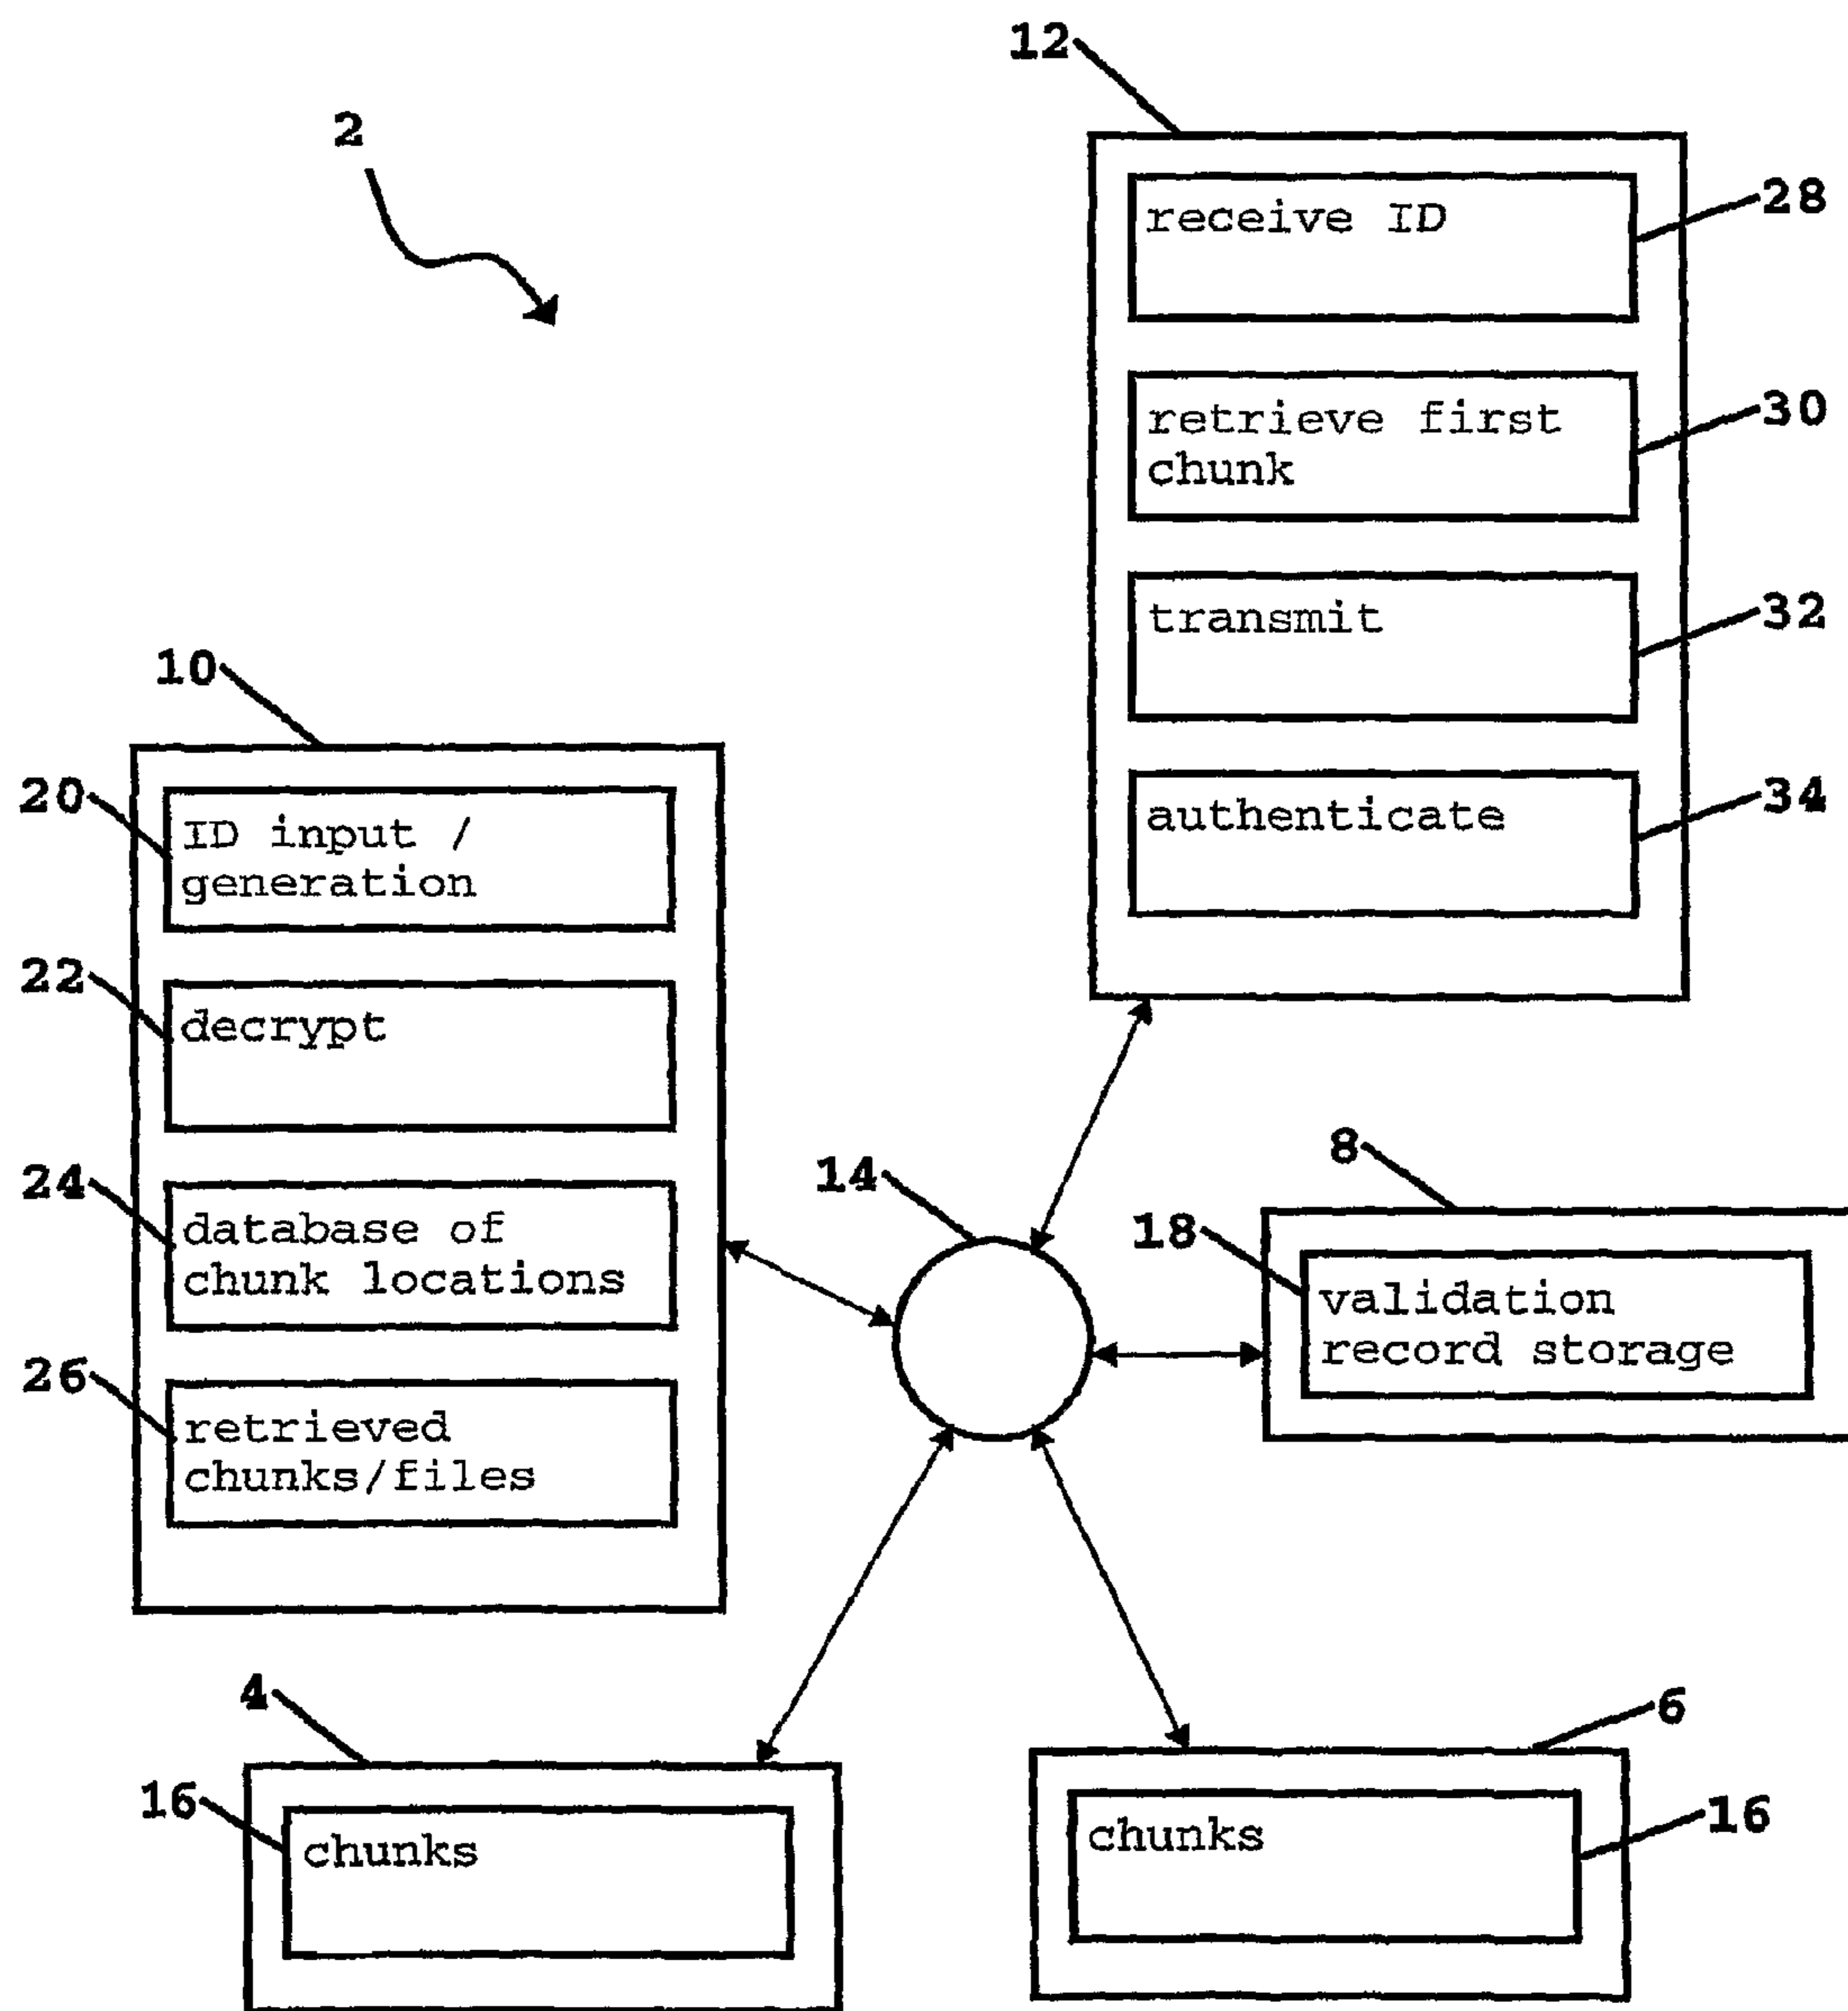 12
2
receive ID
28
retrieve first
chunk
30
transmit
32
authenticate
34
10
20
ID input /
generation
22
decrypt
24
database of
chunk locations
26
retrieved
chunks/files
14
8
18
validation
record storage
4
16
chunks
6
chunks
16